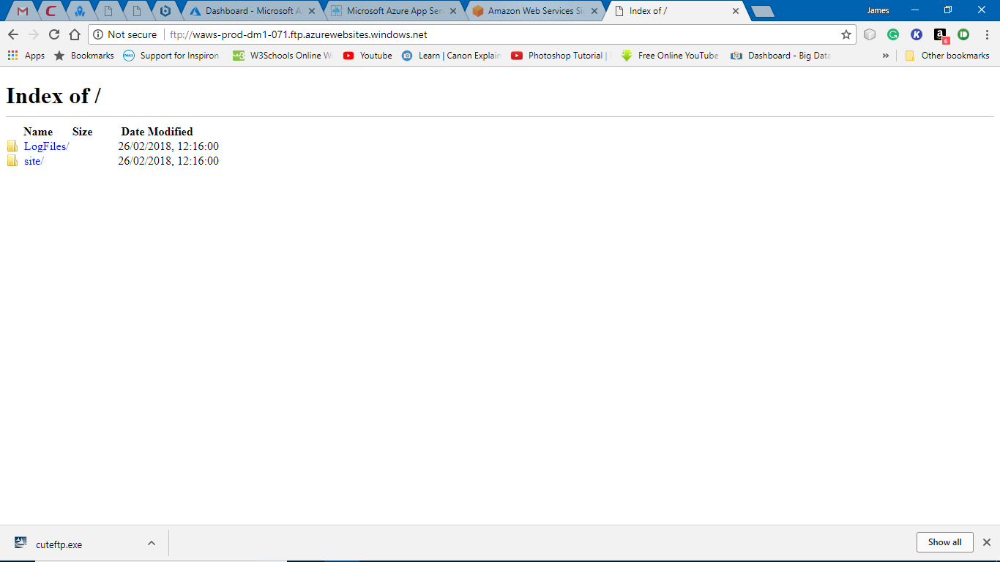 Dashboard - Microsoft A Microsoft Azure App Ser Amazon Web Services Si Index of / James
Not secure ftp://waws-prod-dm1-071.ftp.azurewebsites.windows.net
Apps Bookmarks Support for Inspiron W3Schools Online W Youtube Learn | Canon Explain Photoshop Tutorial | Free Online YouTube Dashboard - Big Data » Other bookmarks
6
Index of /
Name Size Date Modified
LogFiles/ 26/02/2018, 12:16:00
site/ 26/02/2018, 12:16:00
cuteftp.exe Show all